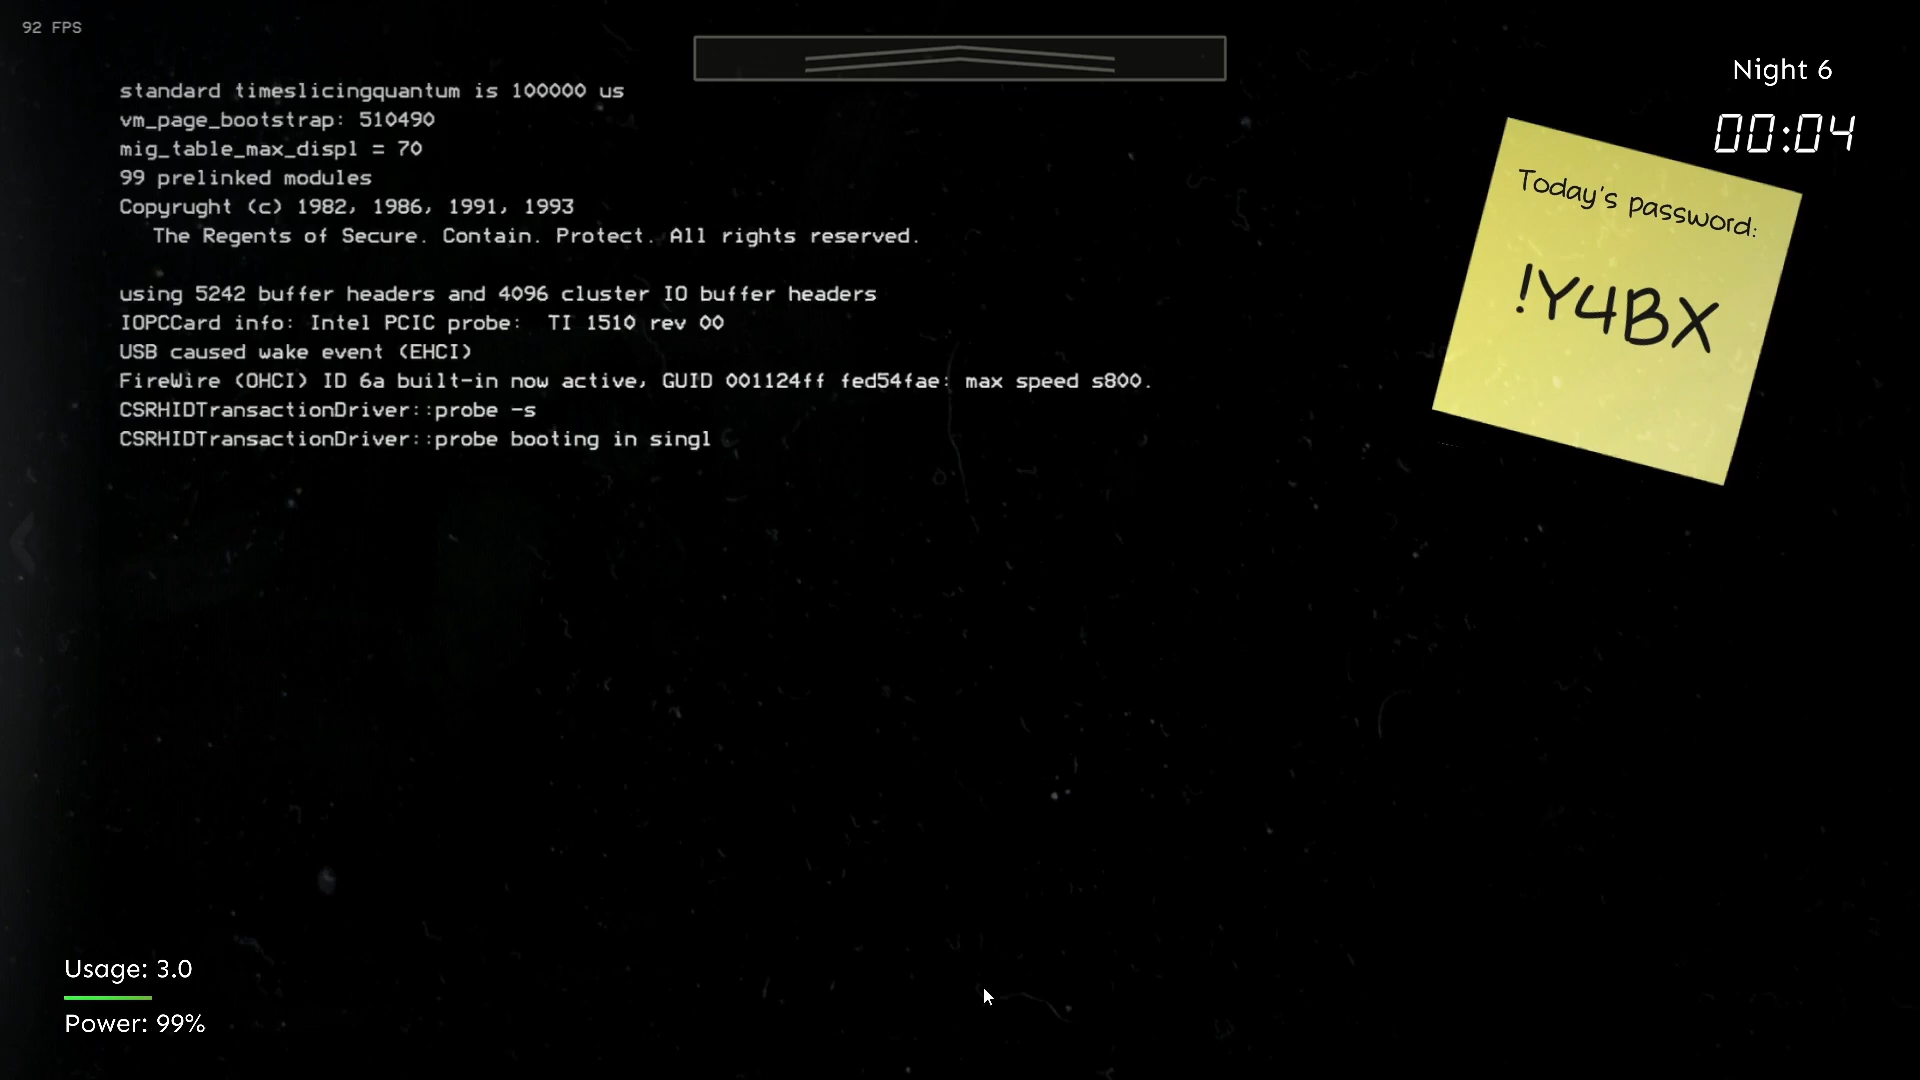 92 FPS
standard timeslicingquantum is 100000 us
vm_page_bootstrap: 510490
mig_table_max_displ = 70
99 prelinked modules
Copyrught (c) 1982, 1986, 1991, 1993
The Regents of Secure. Contain. Protect. All rights reserved.
using 5242 buffer headers and 4096 cluster IO buffer headers
IOPCCard info: Intel PCIC probe: TI 1510 rev 00
USB caused wake event (EHCI)
FireWire (OHCI) ID 6a built-in now active, GUID 001124ff fed54fae: max speed s800.
CSRHIDTransactionDriver::probe -s
CSRHIDTransactionDriver::probe booting in singl
Night 6
00:04
Today's password:
!Y4BX
Usage: 3.0
Power: 99%